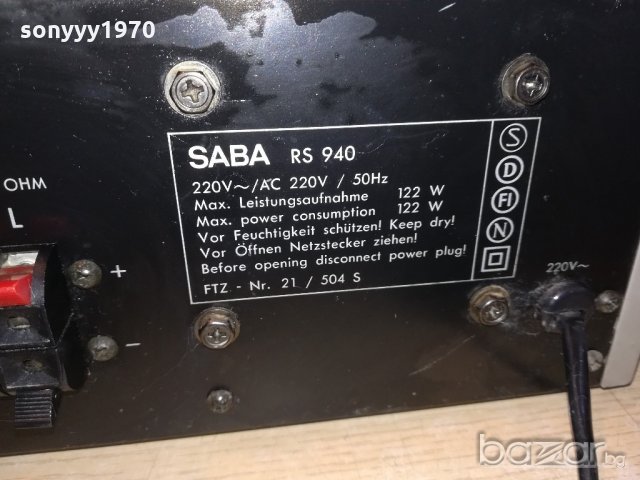 sonyyy1970
SABA RS 940
220V~/AC 220V / 50Hz
Max. Leistungsaufnahme 122 W
Max. power consumption 122 W
Vor Feuchtigkeit schützen! Keep dry!
Vor Öffnen Netzstecker ziehen!
Before opening disconnect power plug!
FTZ - Nr. 21 / 504 S
S
D
FI
N
OHM
L
+
-
220V~
bazar.bg